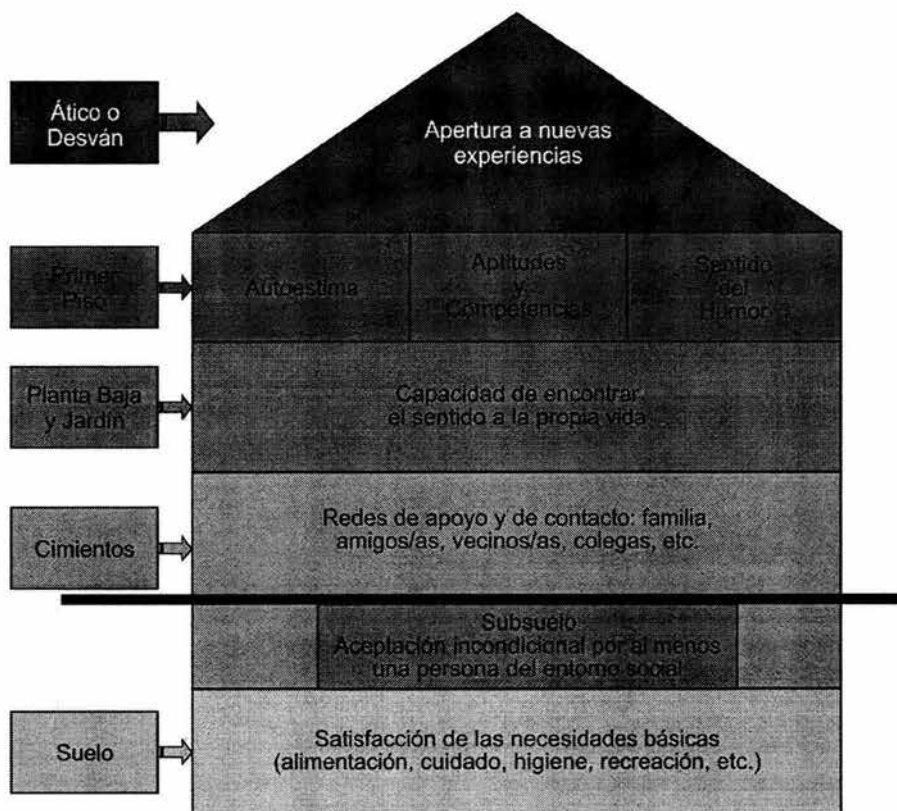 Ático o
Desván
Apertura a nuevas
experiencias
Primer
Piso
Autoestima
Aptitudes
y
Competencias
Sentido
del
Humor
Planta Baja
y Jardín
Capacidad de encontrar
el sentido a la propia vida
Cimientos
Redes de apoyo y de contacto: familia,
amigos/as, vecinos/as, colegas, etc.
Subsuelo
Aceptación incondicional por al menos
una persona del entorno social
Suelo
Satisfacción de las necesidades básicas
(alimentación, cuidado, higiene, recreación, etc.)